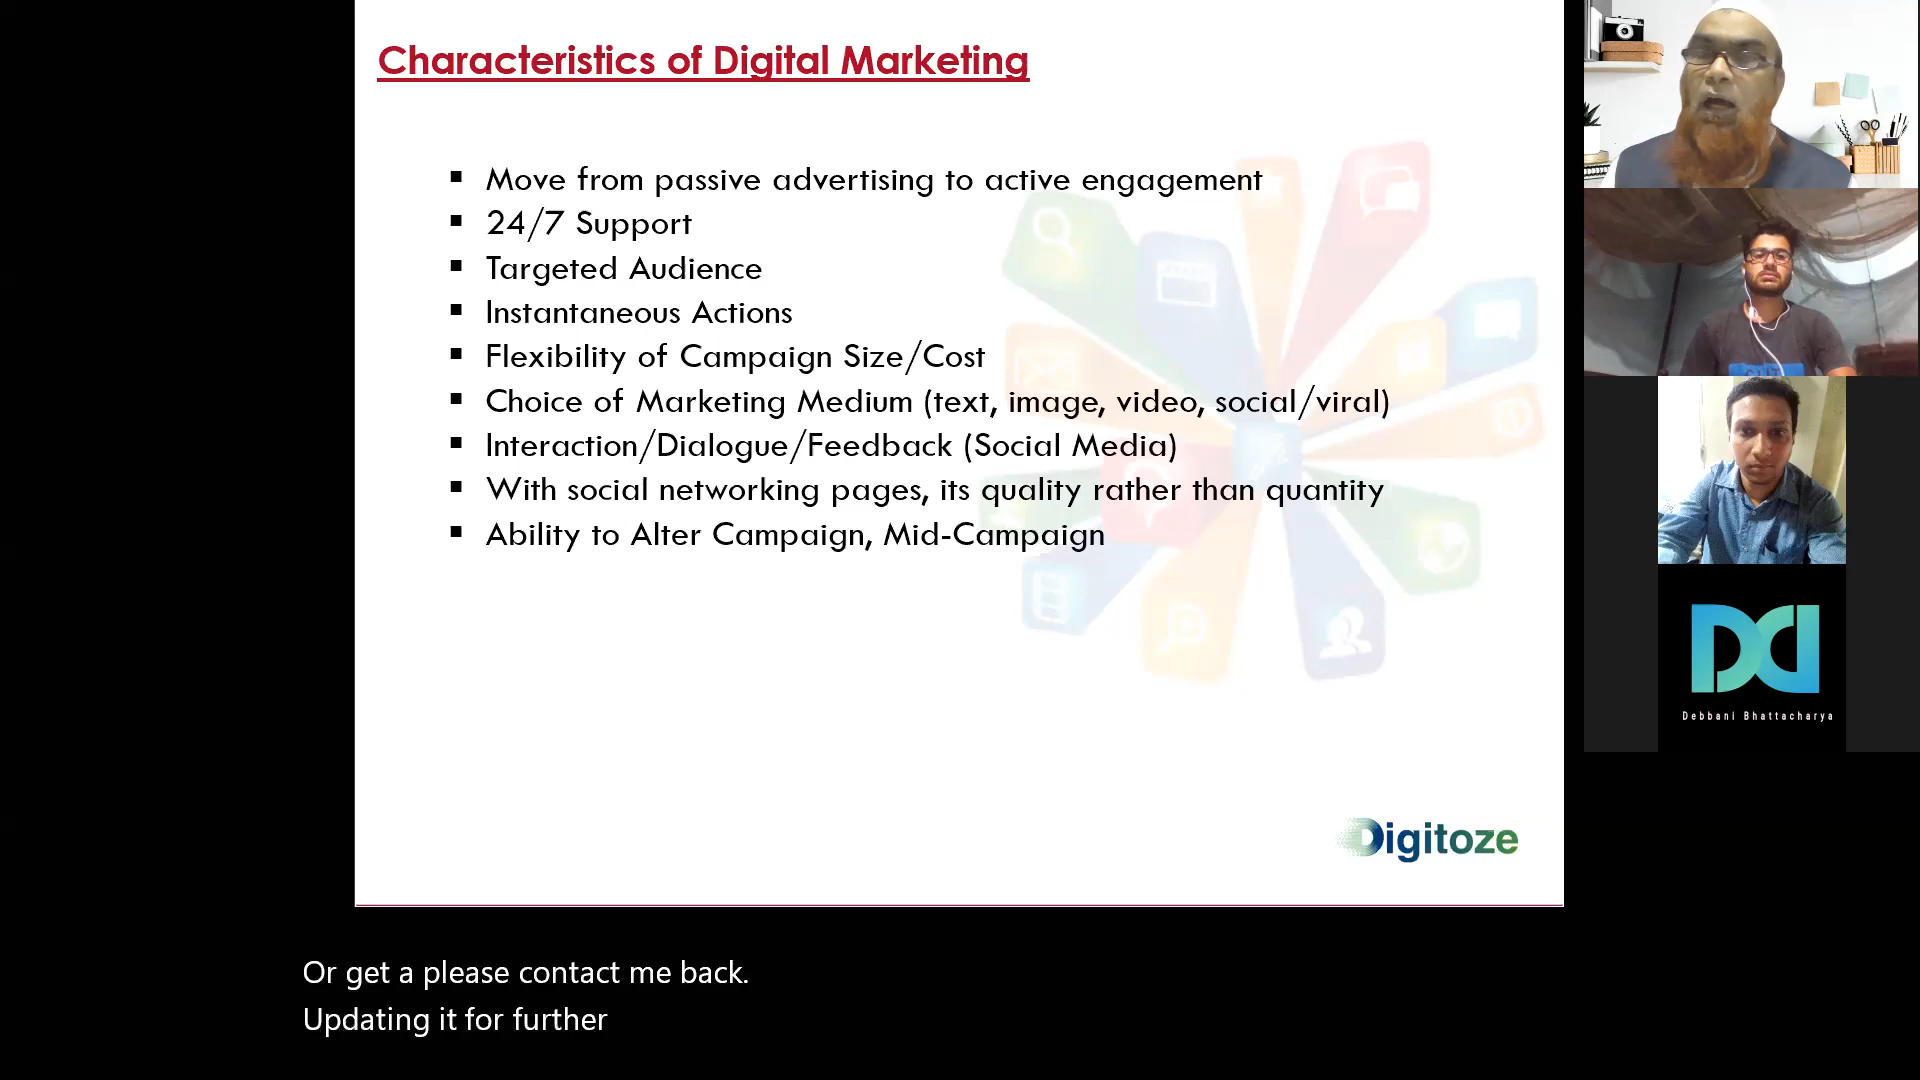 Characteristics of Digital Marketing
Move from passive advertising to active engagement
24/7 Support
Targeted Audience
Instantaneous Actions
Flexibility of Campaign Size/Cost
Choice of Marketing Medium (text, image, video, social/viral)
Interaction/Dialogue/Feedback (Social Media)
With social networking pages, its quality rather than quantity
Ability to Alter Campaign, Mid-Campaign
Digitoze
Debbani Bhattacharya
Or get a please contact me back.
Updating it for further